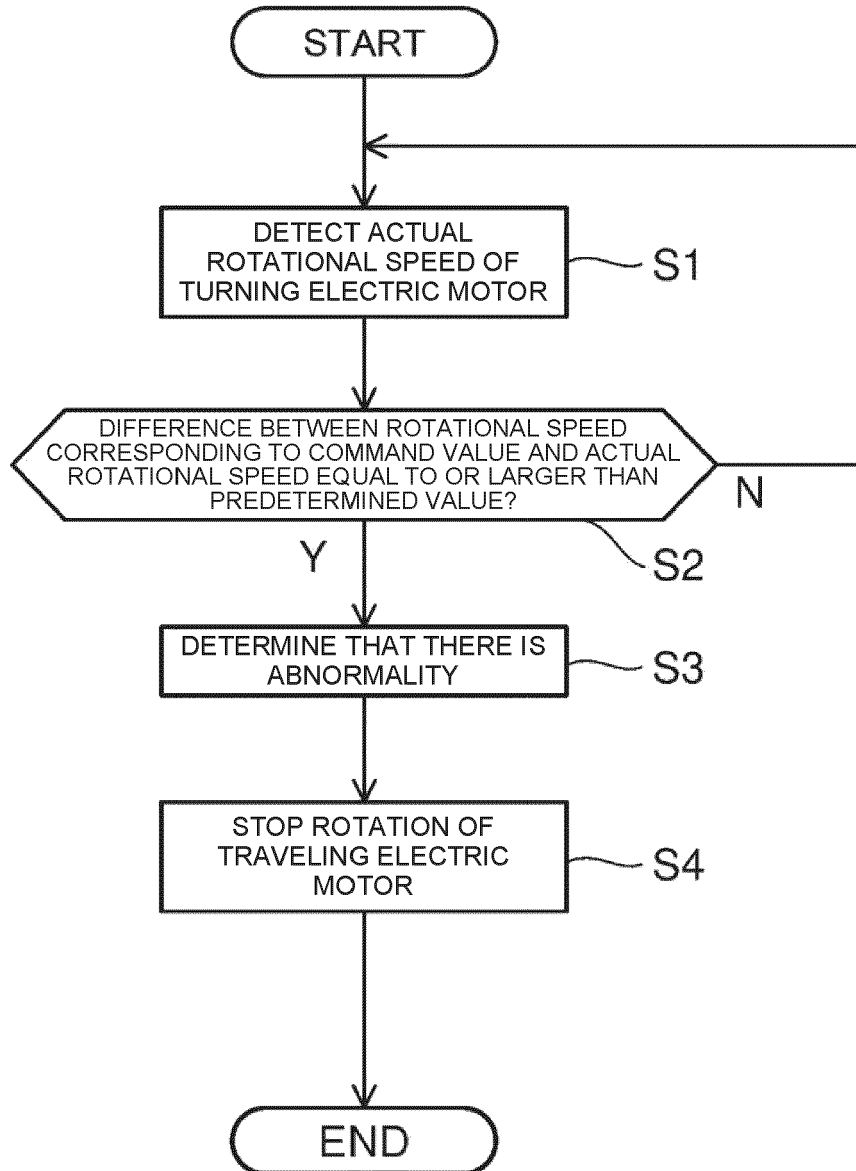 START
DETECT ACTUAL
ROTATIONAL SPEED OF
TURNING ELECTRIC MOTOR
S1
DIFFERENCE BETWEEN ROTATIONAL SPEED
CORRESPONDING TO COMMAND VALUE AND ACTUAL
ROTATIONAL SPEED EQUAL TO OR LARGER THAN
PREDETERMINED VALUE?
N
Y
S2
DETERMINE THAT THERE IS
ABNORMALITY
S3
STOP ROTATION OF
TRAVELING ELECTRIC
MOTOR
S4
END